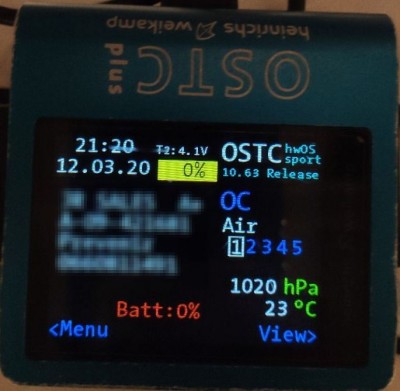 heinrichs weikamp
OSTC plus
21:20 T2:4.1V OSTC hwOS sport
12.03.20 0% 10.63 Release
OC
Air
1 2 3 4 5
1020 hPa
Batt:0% 23 °C
<Menu View>